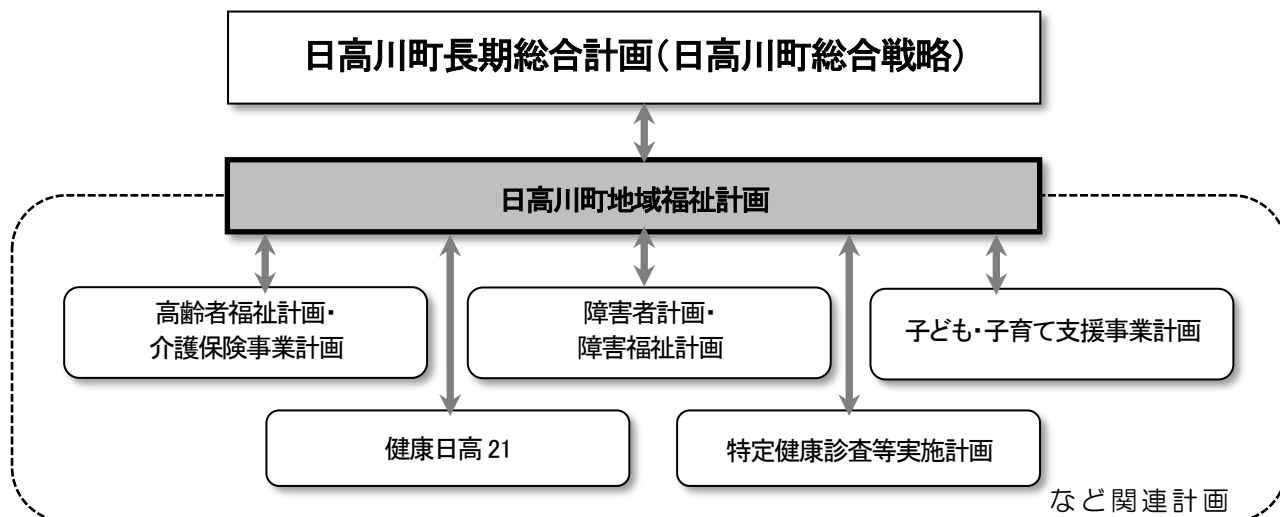 日高川町長期総合計画（日高川町総合戦略）
日高川町地域福祉計画
高齢者福祉計画・
介護保険事業計画
障害者計画・
障害福祉計画
子ども・子育て支援事業計画
健康日高21
特定健康診査等実施計画
など関連計画